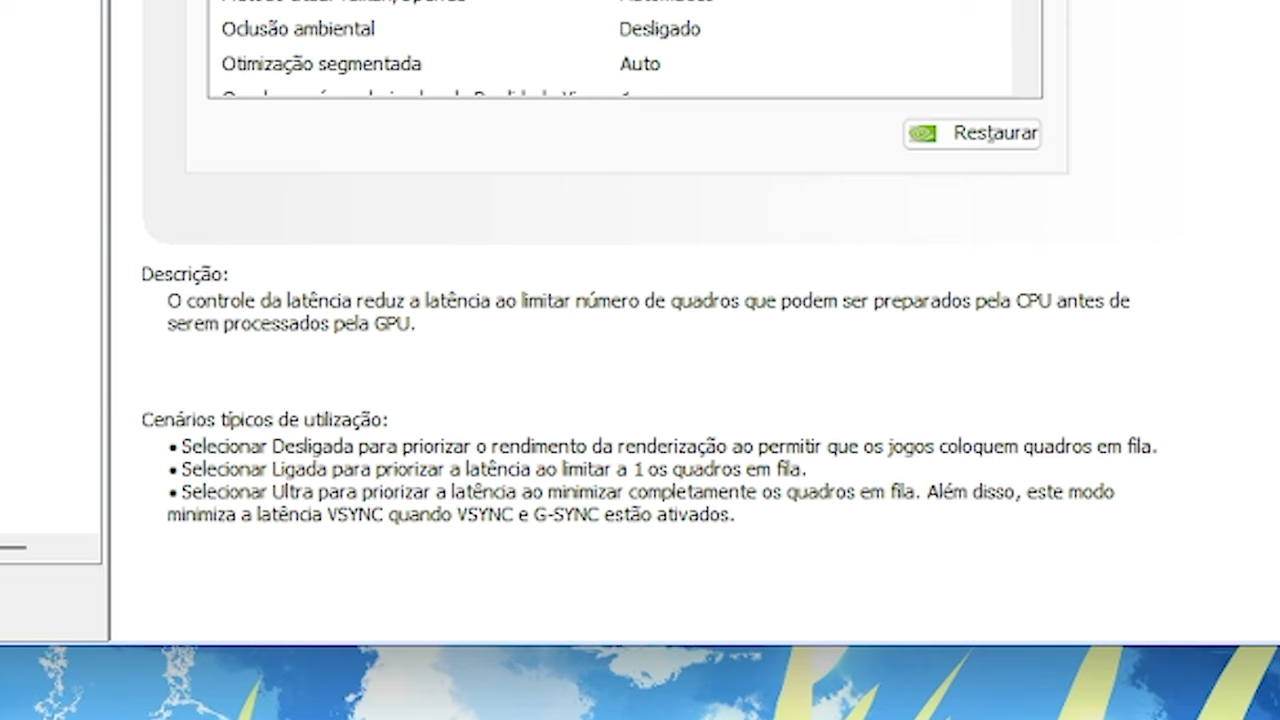 Oclusão ambiental Desligado
Otimização segmentada Auto
Restaurar
Descrição:
O controle da latência reduz a latência ao limitar número de quadros que podem ser preparados pela CPU antes de
serem processados pela GPU.
Cenários típicos de utilização:
• Selecionar Desligada para priorizar o rendimento da renderização ao permitir que os jogos coloquem quadros em fila.
• Selecionar Ligada para priorizar a latência ao limitar a 1 os quadros em fila.
• Selecionar Ultra para priorizar a latência ao minimizar completamente os quadros em fila. Além disso, este modo
minimiza a latência VSYNC quando VSYNC e G-SYNC estão ativados.